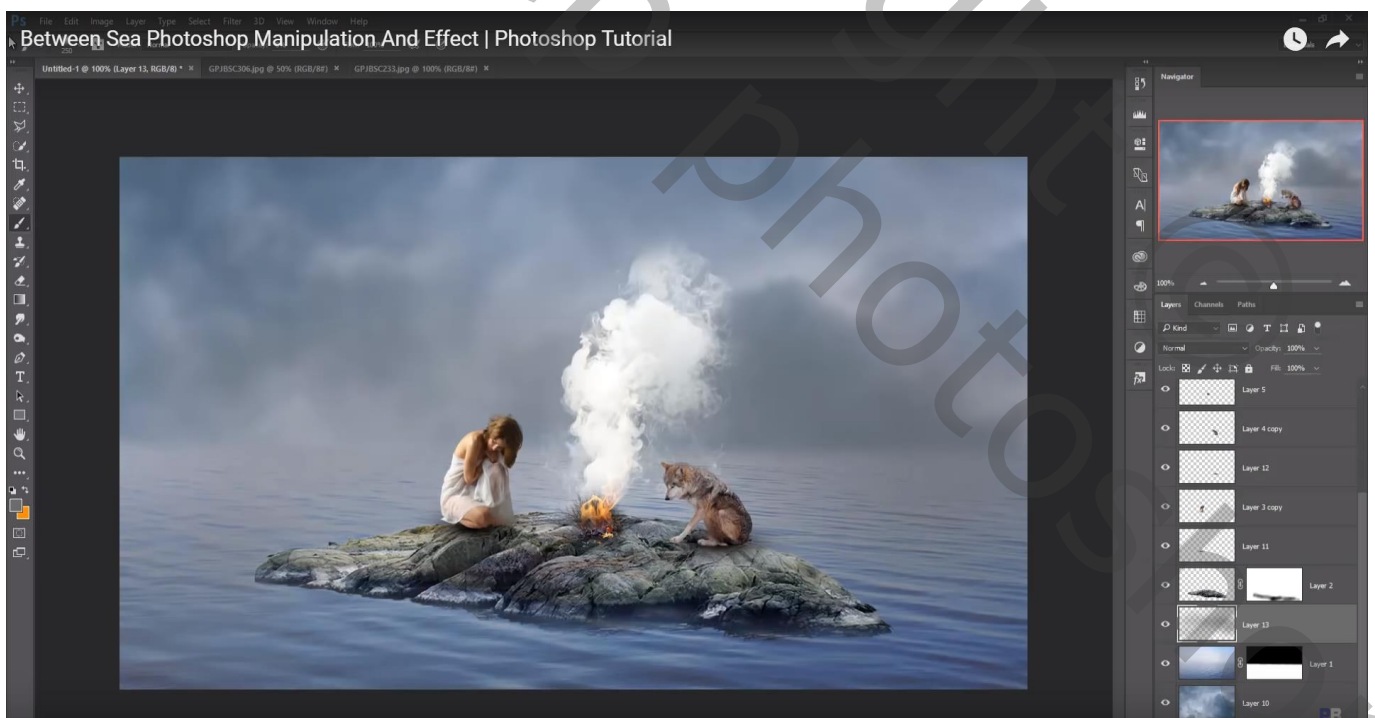 Ps File Edit Image Layer Type Select Filter 3D View Window Help
Between Sea Photoshop Manipulation And Effect | Photoshop Tutorial
250
Untitled-1 @ 100% (Layer 13, RGB/8) * × GPJBSC306.jpg @ 50% (RGB/8#) × GPJBSC233.jpg @ 100% (RGB/8#) ×
Navigator
100%
Layers Channels Paths
Kind
Normal Opacity: 100%
Lock: Fill: 100%
Layer 5
Layer 4 copy
Layer 12
Layer 3 copy
Layer 11
Layer 2
Layer 13
Layer 1
Layer 10